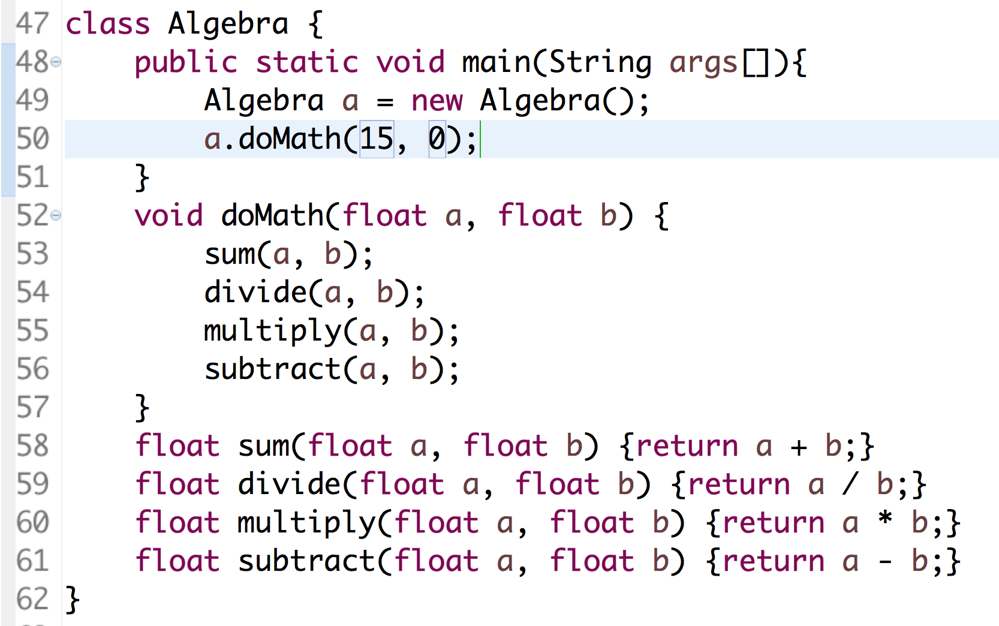 47 class Algebra {
48 public static void main(String args[]){
49 Algebra a = new Algebra();
50 a.doMath(15, 0);
51 }
52 void doMath(float a, float b) {
53 sum(a, b);
54 divide(a, b);
55 multiply(a, b);
56 subtract(a, b);
57 }
58 float sum(float a, float b) {return a + b;}
59 float divide(float a, float b) {return a / b;}
60 float multiply(float a, float b) {return a * b;}
61 float subtract(float a, float b) {return a - b;}
62 }